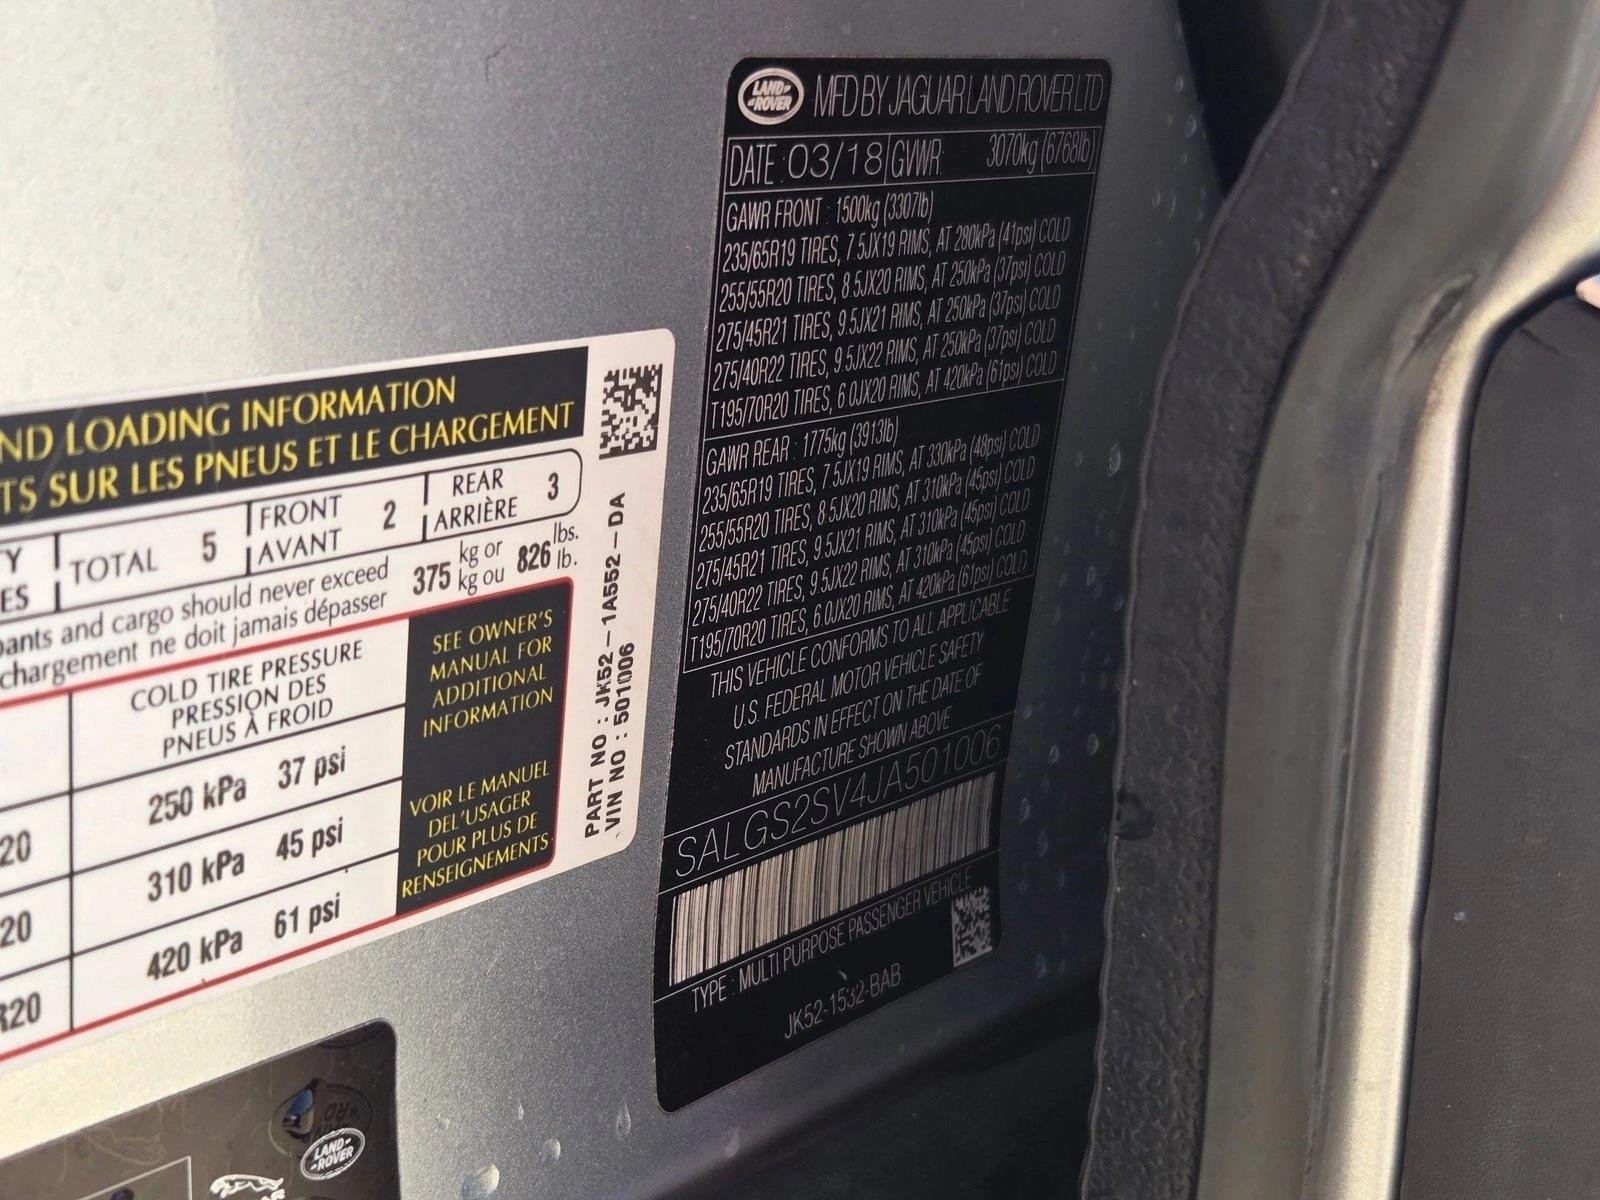 ND LOADING INFORMATION
TS SUR LES PNEUS ET LE CHARGEMENT
TY TOTAL 5 FRONT 2 REAR 3
ES AVANT ARRIÈRE
pants and cargo should never exceed 375 kg or 826 lbs.
chargement ne doit jamais dépasser kg ou lb.
COLD TIRE PRESSURE
PRESSION DES
PNEUS À FROID
250 kPa 37 psi
20 310 kPa 45 psi
20 420 kPa 61 psi
R20
SEE OWNER'S
MANUAL FOR
ADDITIONAL
INFORMATION
VOIR LE MANUEL
DEL'USAGER
POUR PLUS DE
RENSEIGNEMENTS
PART NO : JK52-1A552-DA
VIN NO : 501006
LAND-
-ROVER
MFD BY JAGUAR LAND ROVER LTD
DATE : 03/18 GVWR: 3070kg (6768lb)
GAWR FRONT : 1500kg (3307lb)
235/65R19 TIRES, 7.5JX19 RIMS, AT 280kPa (41psi) COLD
255/55R20 TIRES, 8.5JX20 RIMS, AT 250kPa (37psi) COLD
275/45R21 TIRES, 9.5JX21 RIMS, AT 250kPa (37psi) COLD
275/40R22 TIRES, 9.5JX22 RIMS, AT 250kPa (37psi) COLD
T195/70R20 TIRES, 6.0JX20 RIMS, AT 420kPa (61psi) COLD
GAWR REAR : 1775kg (3913lb)
235/65R19 TIRES, 7.5JX19 RIMS, AT 330kPa (48psi) COLD
255/55R20 TIRES, 8.5JX20 RIMS, AT 310kPa (45psi) COLD
275/45R21 TIRES, 9.5JX21 RIMS, AT 310kPa (45psi) COLD
275/40R22 TIRES, 9.5JX22 RIMS, AT 310kPa (45psi) COLD
T195/70R20 TIRES, 6.0JX20 RIMS, AT 420kPa (61psi) COLD
THIS VEHICLE CONFORMS TO ALL APPLICABLE
U.S. FEDERAL MOTOR VEHICLE SAFETY
STANDARDS IN EFFECT ON THE DATE OF
MANUFACTURE SHOWN ABOVE
SALGS2SV4JA501006
TYPE : MULTI PURPOSE PASSENGER VEHICLE
JK52-1532-BAB
LAND-
-ROVER